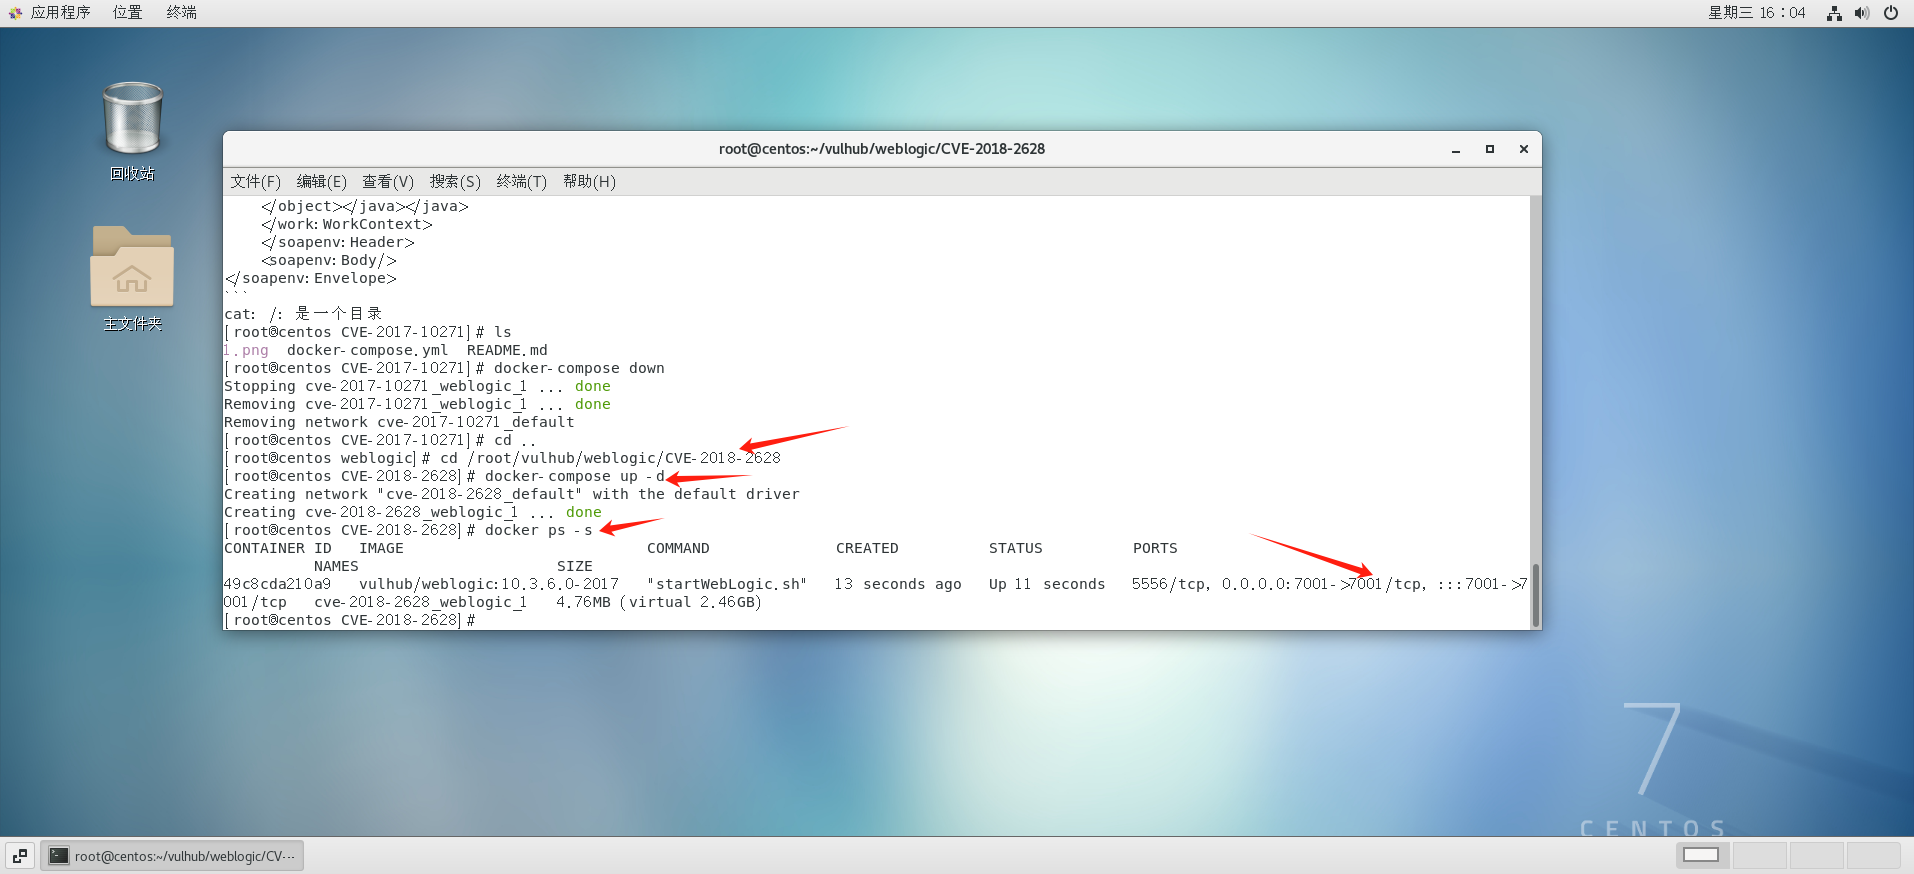 应用程序 位置 终端 星期三 16：04
回收站
主文件夹
root@centos:~/vulhub/weblogic/CVE-2018-2628
文件(F) 编辑(E) 查看(V) 搜索(S) 终端(T) 帮助(H)
</object></java></java>
</work:WorkContext>
</soapenv:Header>
<soapenv:Body/>
</soapenv:Envelope>
```
cat: /: 是一个目录
[root@centos CVE-2017-10271]# ls
1.png  docker-compose.yml  README.md
[root@centos CVE-2017-10271]# docker-compose down
Stopping cve-2017-10271_weblogic_1 ... done
Removing cve-2017-10271_weblogic_1 ... done
Removing network cve-2017-10271_default
[root@centos CVE-2017-10271]# cd ..
[root@centos weblogic]# cd /root/vulhub/weblogic/CVE-2018-2628
[root@centos CVE-2018-2628]# docker-compose up -d
Creating network "cve-2018-2628_default" with the default driver
Creating cve-2018-2628_weblogic_1 ... done
[root@centos CVE-2018-2628]# docker ps -s
CONTAINER ID   IMAGE                           COMMAND              CREATED          STATUS          PORTS
NAMES                      SIZE
49c8cda210a9   vulhub/weblogic:10.3.6.0-2017   "startWebLogic.sh"   13 seconds ago   Up 11 seconds   5556/tcp, 0.0.0.0:7001->7001/tcp, :::7001->7
001/tcp   cve-2018-2628_weblogic_1   4.76MB (virtual 2.46GB)
[root@centos CVE-2018-2628]#
7
CENTOS
root@centos:~/vulhub/weblogic/CV···